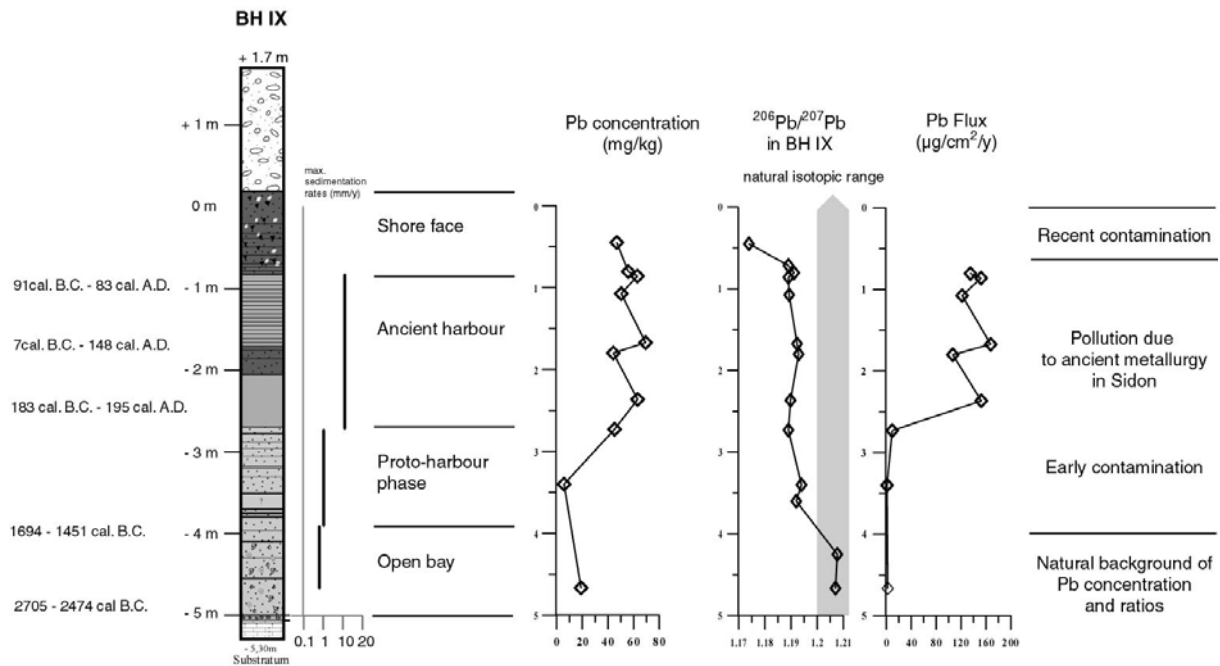 BH IX
+ 1.7 m
+ 1 m
0 m
- 1 m
- 2 m
- 3 m
- 4 m
- 5 m
- 5,30m
Substratum
91cal. B.C. - 83 cal. A.D.
7cal. B.C. - 148 cal. A.D.
183 cal. B.C. - 195 cal. A.D.
1694 - 1451 cal. B.C.
2705 - 2474 cal B.C.
max.
sedimentation
rates (mm/y)
0.1 1 10 20
Shore face
Ancient harbour
Proto-harbour
phase
Open bay
Pb concentration
(mg/kg)
0
1
2
3
4
5
0 20 40 60 80
206Pb/207Pb
in BH IX
natural isotopic range
0
1
2
3
4
5
1.17 1.18 1.19 1.2 1.21
Pb Flux
(µg/cm²/y)
0
1
2
3
4
5
0 40 80 120 160 200
Recent contamination
Pollution due
to ancient metallurgy
in Sidon
Early contamination
Natural background of
Pb concentration
and ratios